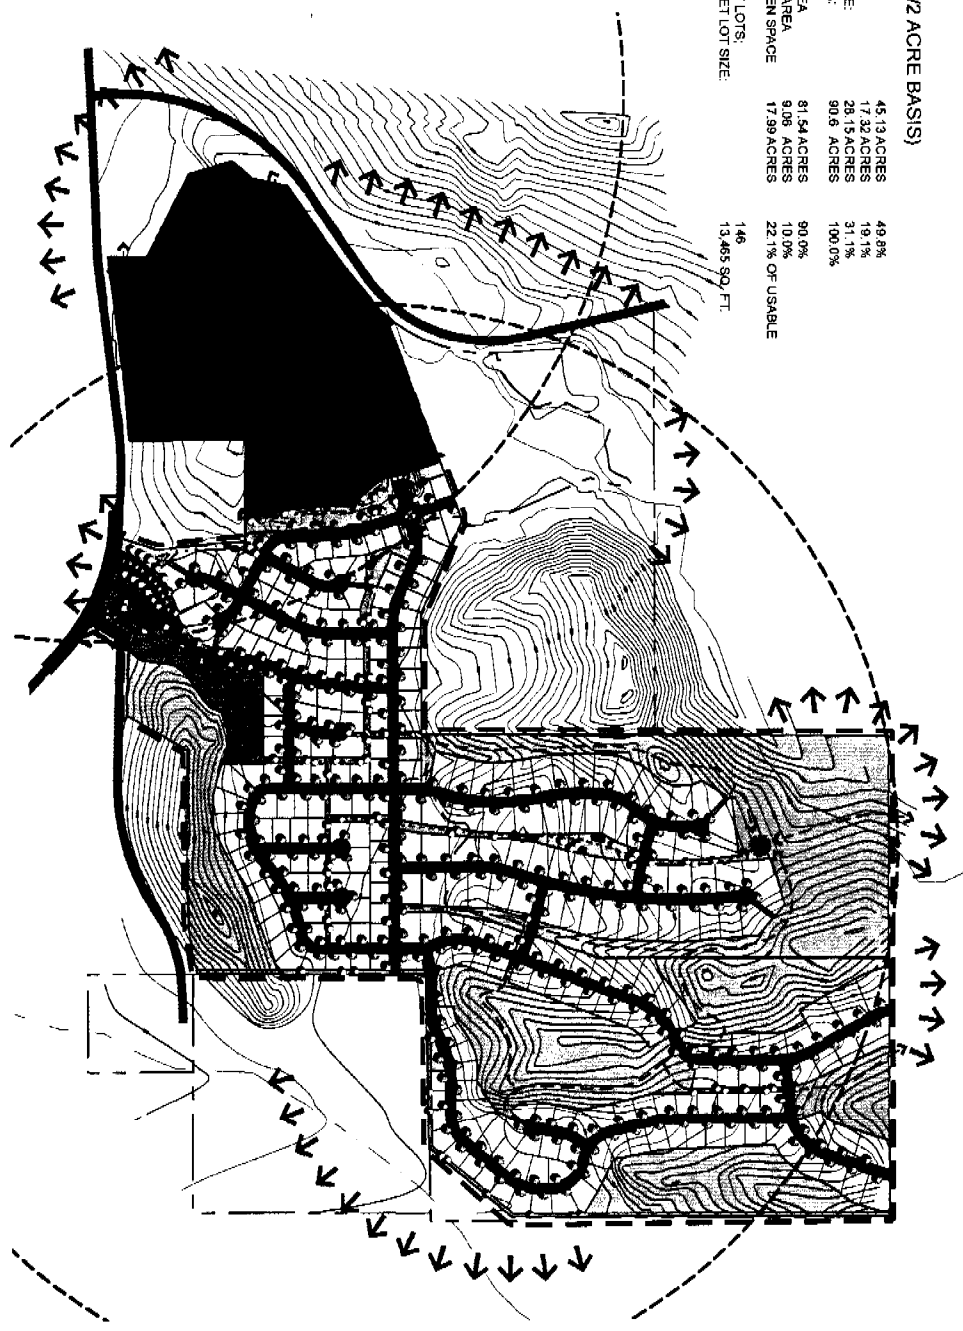 /2 ACRE BASIS)
E: 45.13 ACRES 49.8%
17.32 ACRES 19.1%
28.15 ACRES 31.1%
90.6 ACRES 100.0%
EA 81.54 ACRES 90.0%
AREA 9.06 ACRES 10.0%
EN SPACE 17.99 ACRES 22.1% OF USABLE
LOTS: 146
ET LOT SIZE: 13,465 SQ. FT.